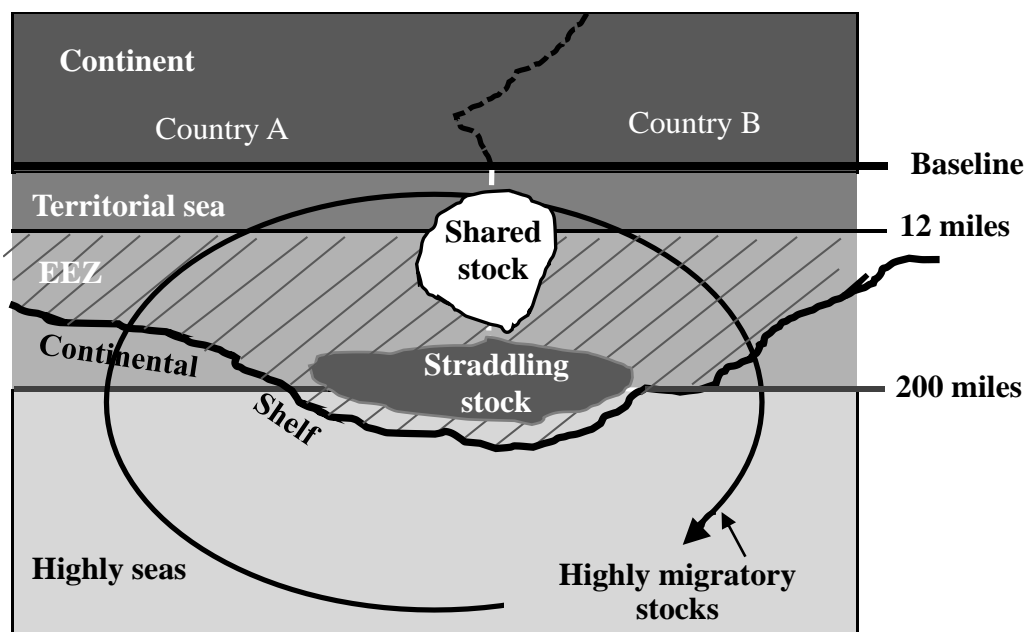 Continent
Country A
Country B
Baseline
Territorial sea
12 miles
Shared
stock
EEZ
Continental
Shelf
Straddling
stock
200 miles
Highly seas
Highly migratory
stocks